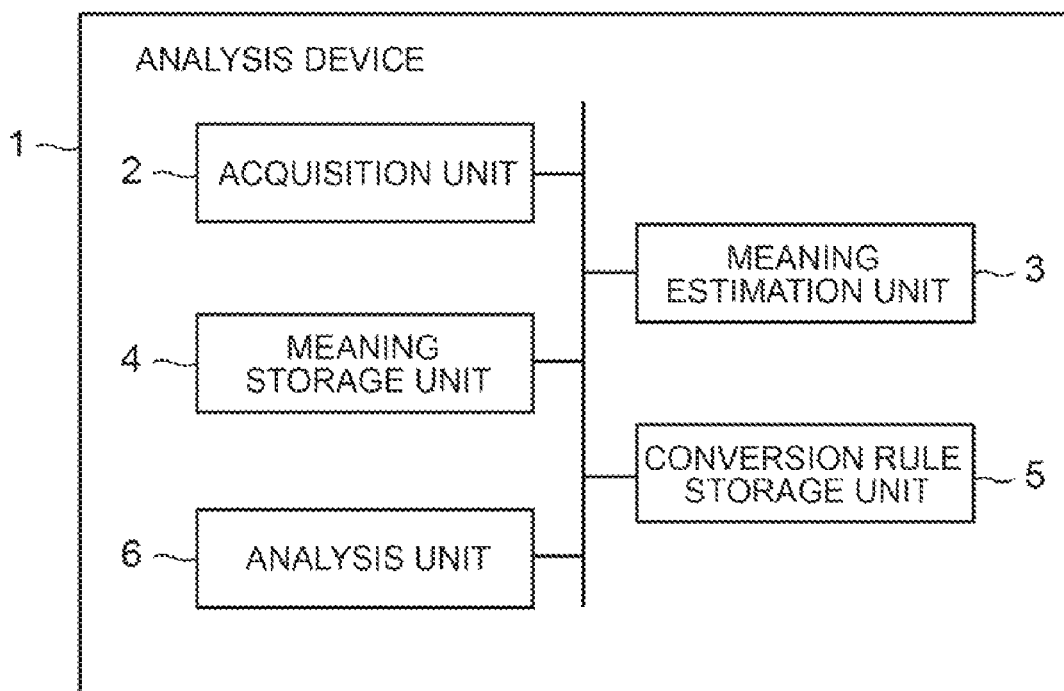 ANALYSIS DEVICE
1
2
ACQUISITION UNIT
MEANING
ESTIMATION UNIT
3
4
MEANING
STORAGE UNIT
CONVERSION RULE
STORAGE UNIT
5
6
ANALYSIS UNIT